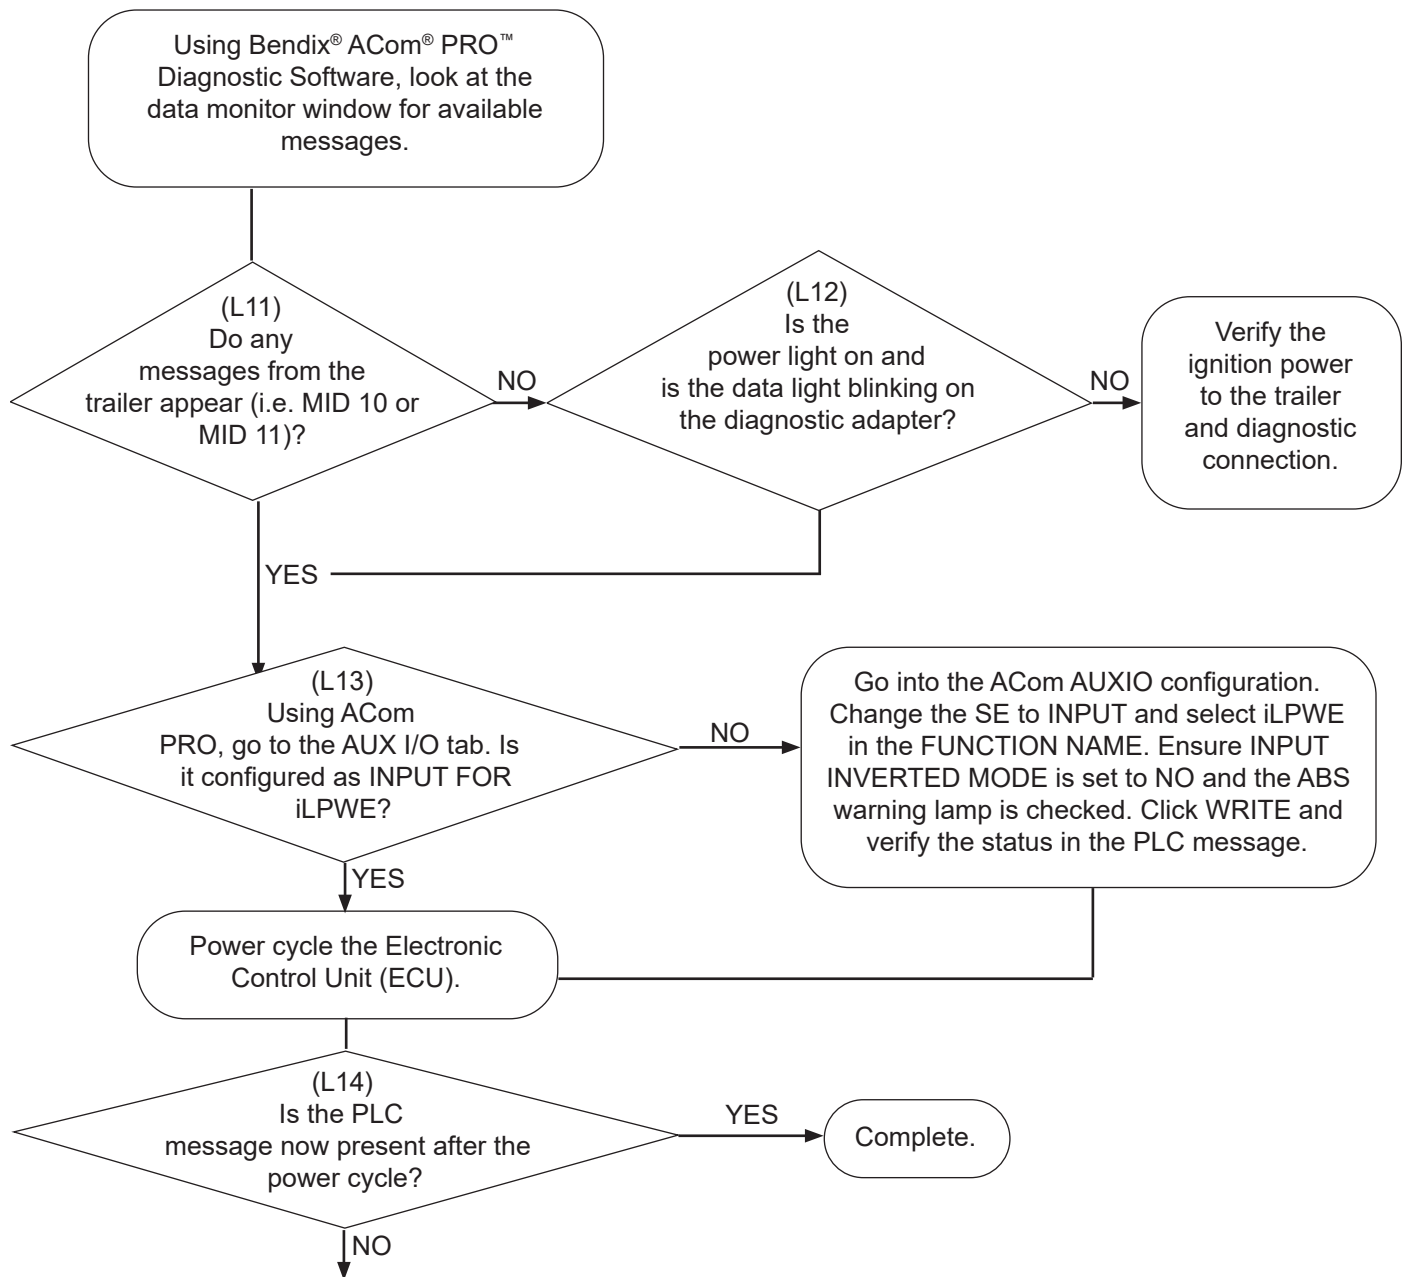 Using Bendix® ACom® PRO™
Diagnostic Software, look at the
data monitor window for available
messages.
(L11)
Do any
messages from the
trailer appear (i.e. MID 10 or
MID 11)?
NO
(L12)
Is the
power light on and
is the data light blinking on
the diagnostic adapter?
NO
Verify the
ignition power
to the trailer
and diagnostic
connection.
YES
(L13)
Using ACom
PRO, go to the AUX I/O tab. Is
it configured as INPUT FOR
iLPWE?
NO
Go into the ACom AUXIO configuration.
Change the SE to INPUT and select iLPWE
in the FUNCTION NAME. Ensure INPUT
INVERTED MODE is set to NO and the ABS
warning lamp is checked. Click WRITE and
verify the status in the PLC message.
YES
Power cycle the Electronic
Control Unit (ECU).
(L14)
Is the PLC
message now present after the
power cycle?
YES
Complete.
NO